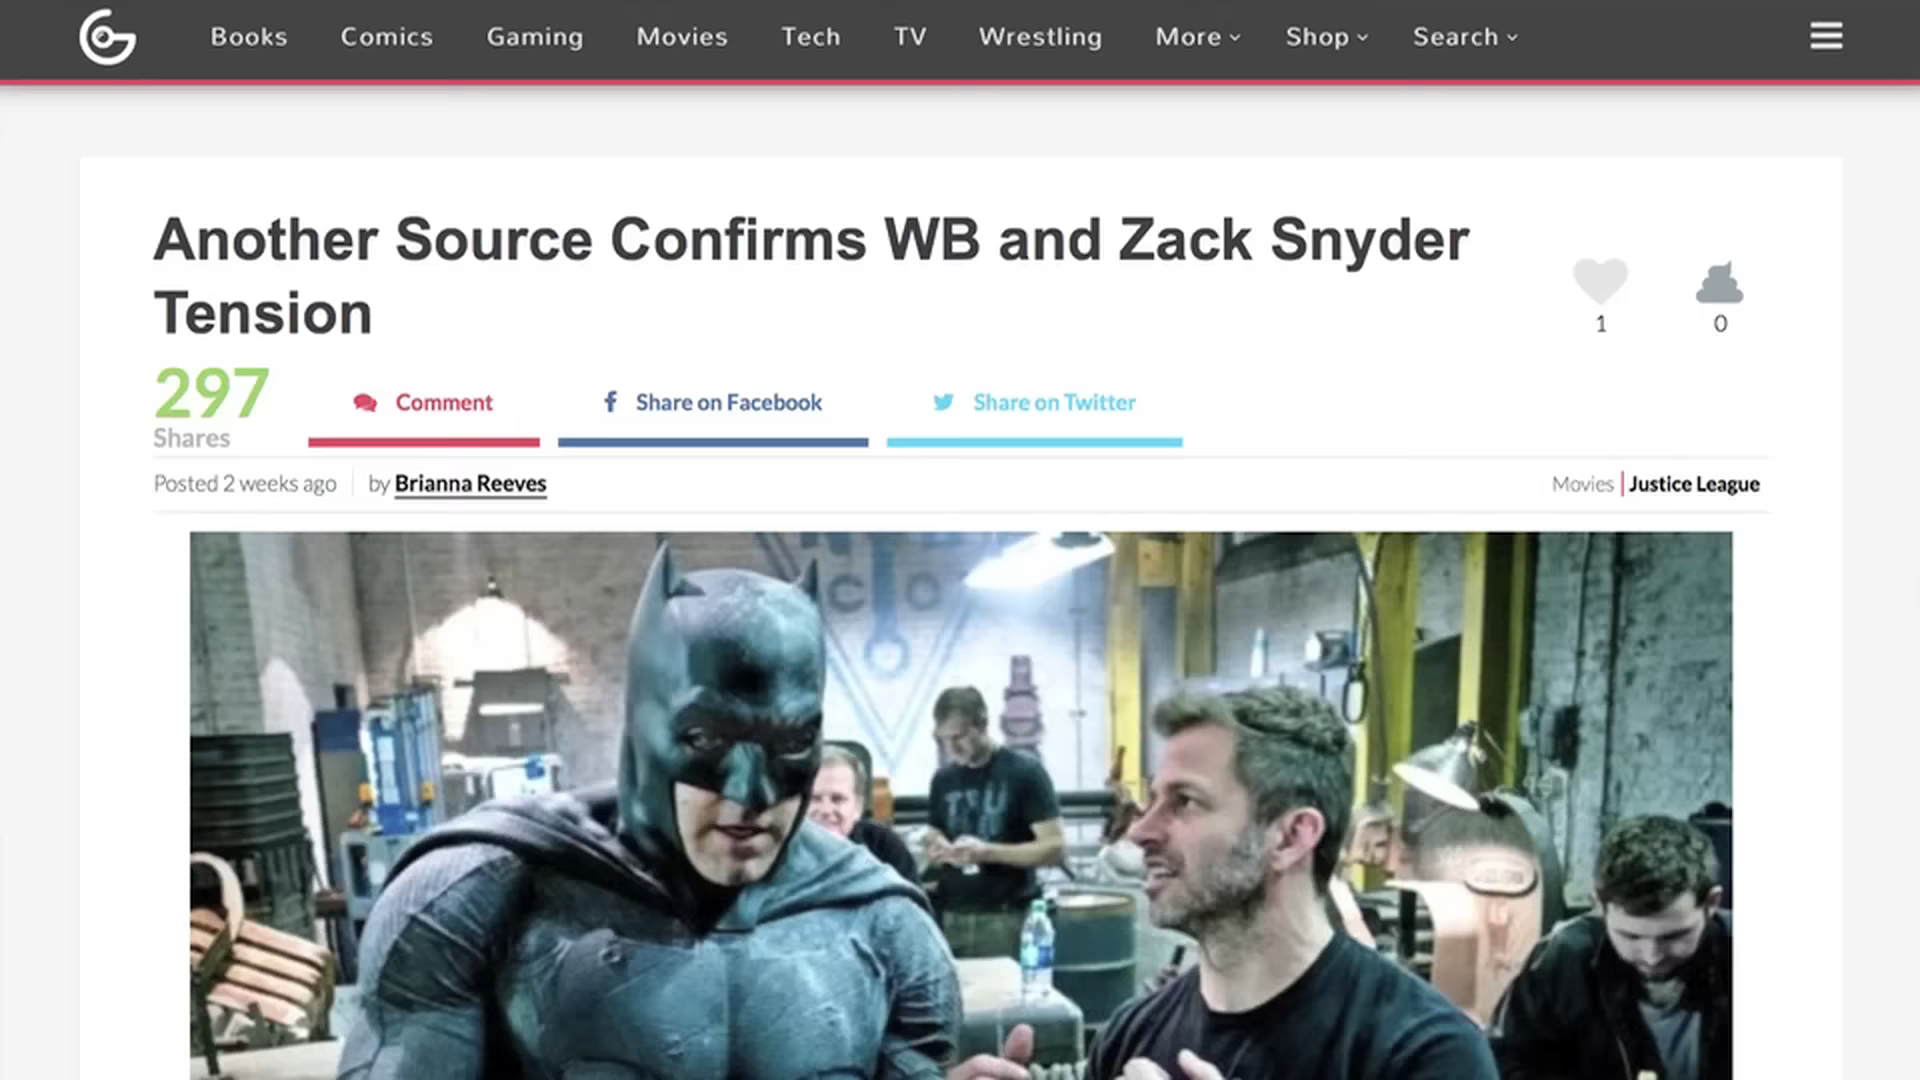 Books Comics Gaming Movies Tech TV Wrestling More Shop Search
Another Source Confirms WB and Zack Snyder
Tension
1 0
297
Shares
Comment Share on Facebook Share on Twitter
Posted 2 weeks ago by Brianna Reeves Movies Justice League
CO